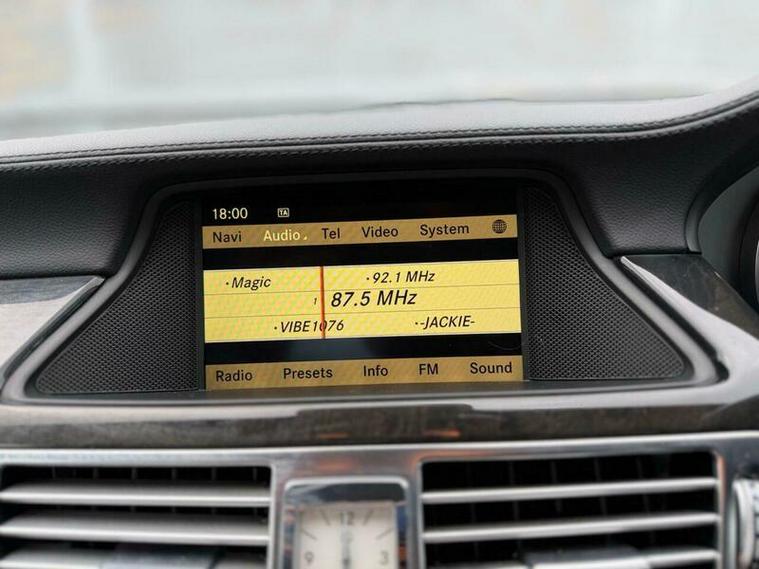 18:00 TA
Navi Audio Tel Video System
·Magic ·92.1 MHz
1 87.5 MHz
·VIBE1076 ·-JACKIE-
Radio Presets Info FM Sound
12
9 3